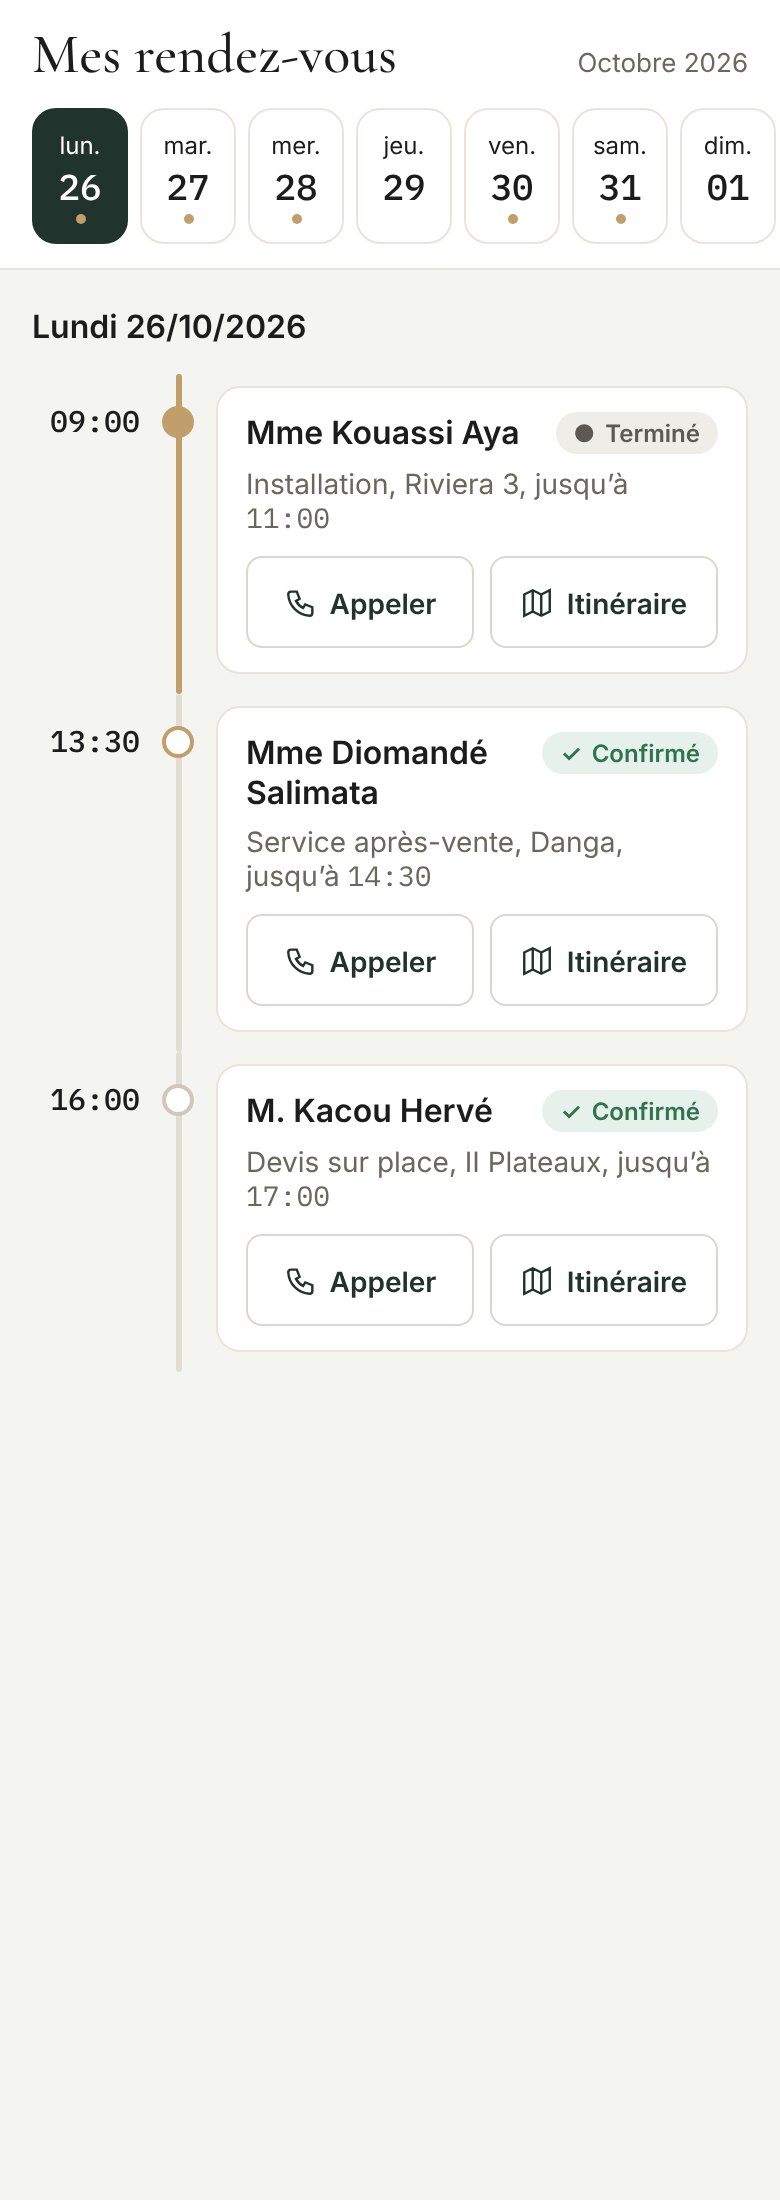 Mes rendez-vous
Octobre 2026
lun. mar. mer. jeu. ven. sam. dim.
26 27 28 29 30 31 01
Lundi 26/10/2026
09:00
Mme Kouassi Aya
Terminé
Installation, Riviera 3, jusqu’à
11:00
Appeler
Itinéraire
13:30
Mme Diomandé
Salimata
Confirmé
Service après-vente, Danga,
jusqu’à 14:30
Appeler
Itinéraire
16:00
M. Kacou Hervé
Confirmé
Devis sur place, II Plateaux, jusqu’à
17:00
Appeler
Itinéraire